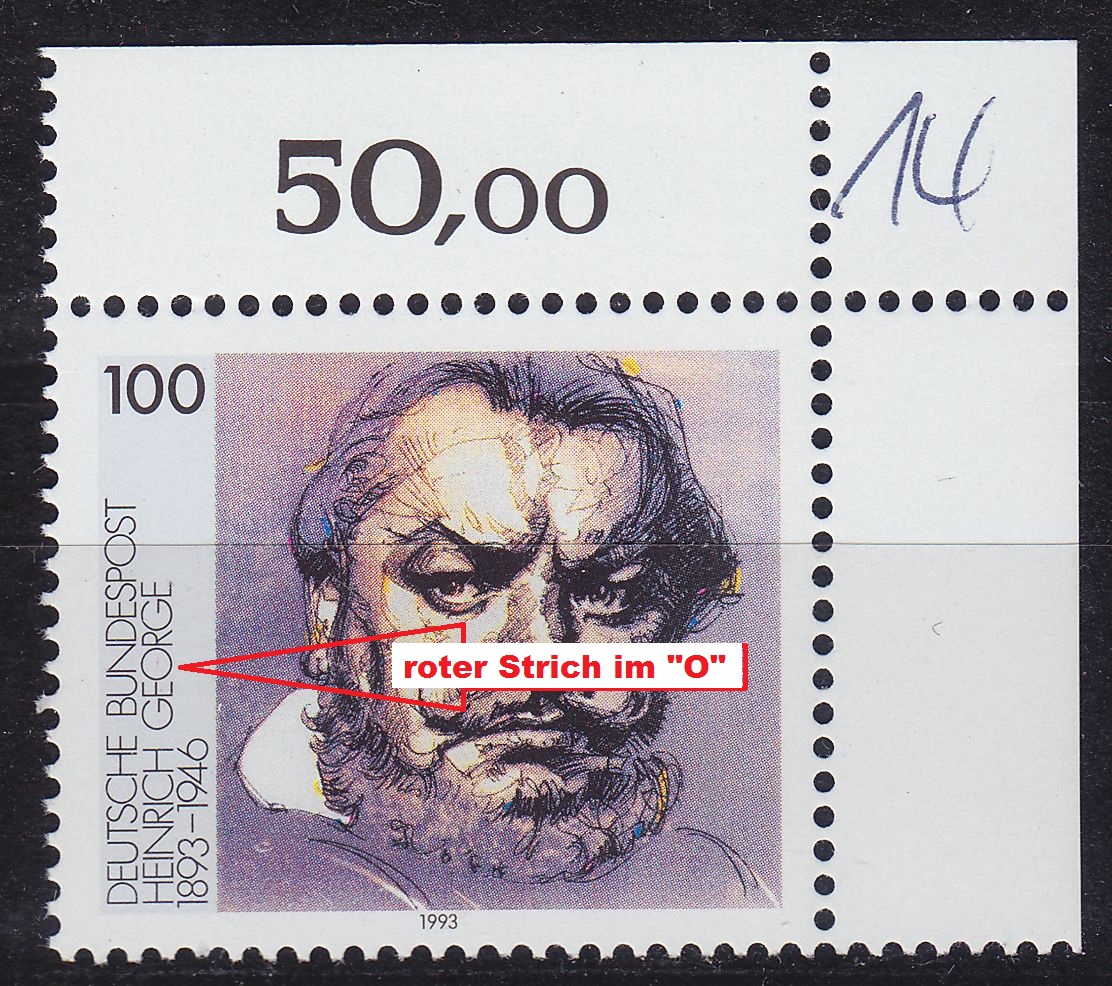 50,00
14
100
DEUTSCHE BUNDESPOST
HEINRICH GEORGE
1893–1946
roter Strich im "O"
1993